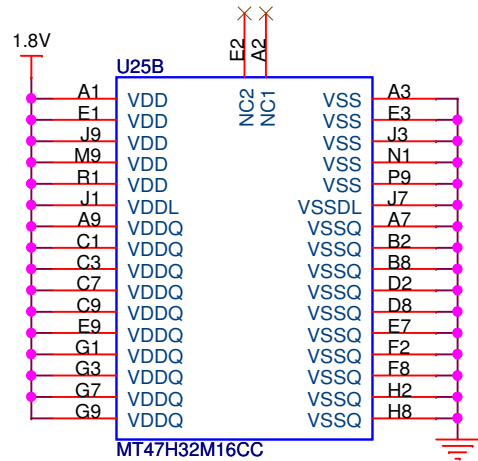 1.8V
U25B
E2 A2
NC2 NC1
A1 VDD VSS A3
E1 VDD VSS E3
J9 VDD VSS J3
M9 VDD VSS N1
R1 VDD VSS P9
J1 VDDL VSSDL J7
A9 VDDQ VSSQ A7
C1 VDDQ VSSQ B2
C3 VDDQ VSSQ B8
C7 VDDQ VSSQ D2
C9 VDDQ VSSQ D8
E9 VDDQ VSSQ E7
G1 VDDQ VSSQ F2
G3 VDDQ VSSQ F8
G7 VDDQ VSSQ H2
G9 VDDQ VSSQ H8
MT47H32M16CC